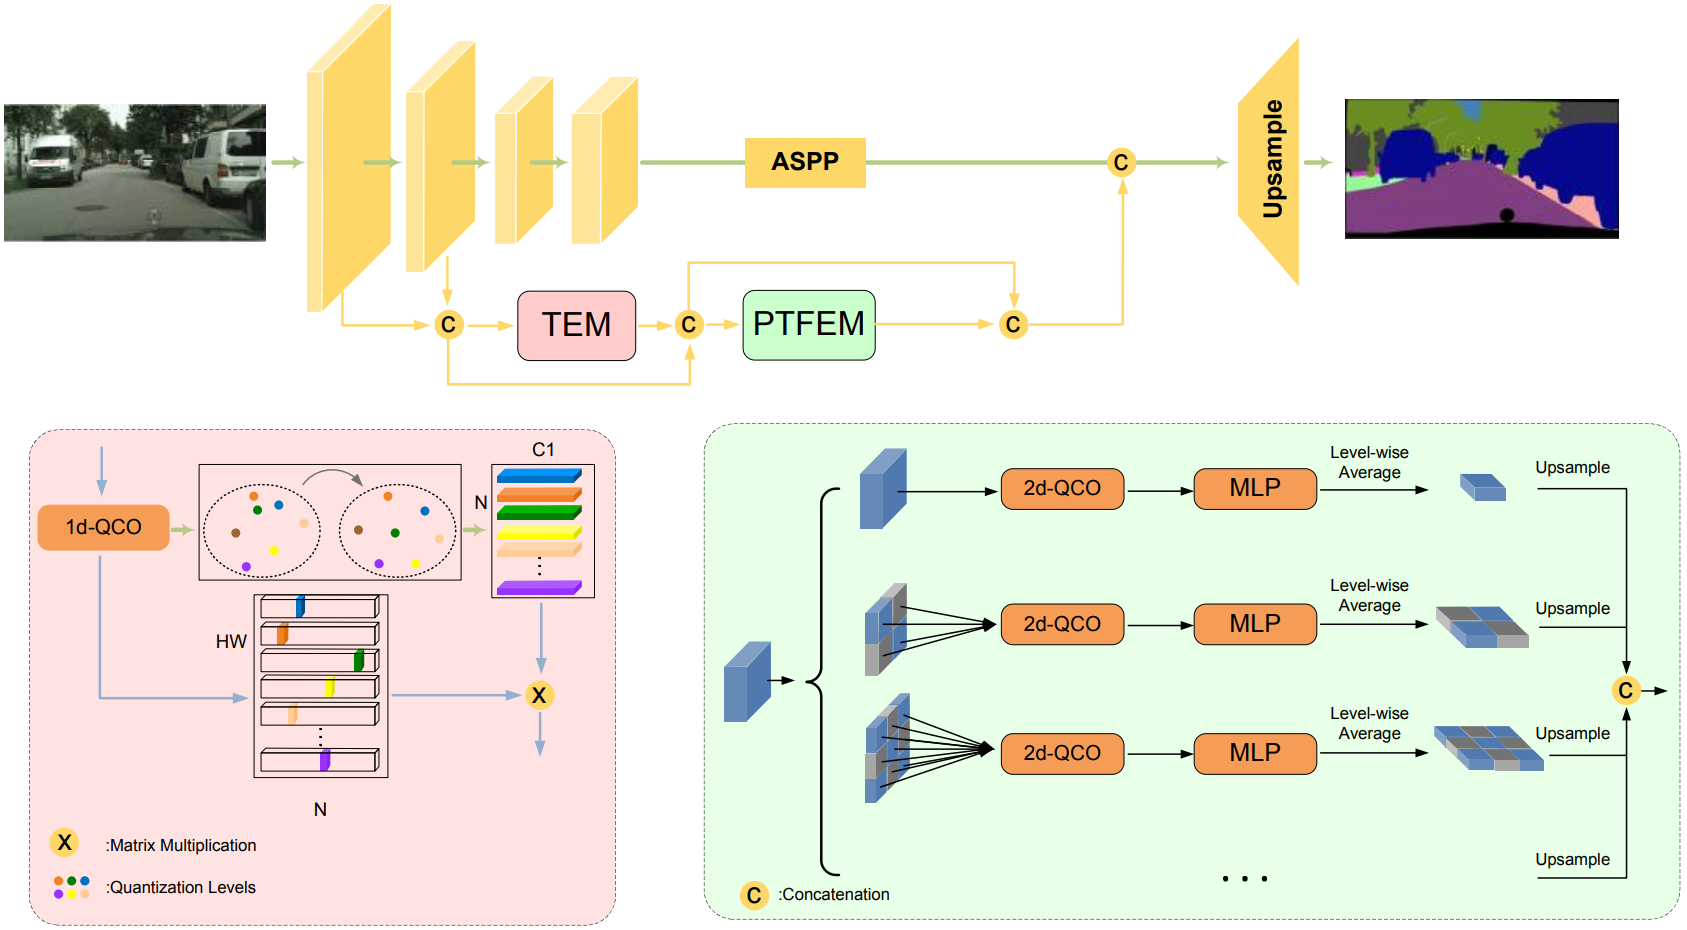 ASPP
C
Upsample
C
TEM
C
PTFEM
C
1d-QCO
C1
N
HW
X
N
X :Matrix Multiplication
:Quantization Levels
2d-QCO
MLP
Level-wise
Average
Upsample
2d-QCO
MLP
Level-wise
Average
Upsample
C
2d-QCO
MLP
Level-wise
Average
Upsample
Upsample
C :Concatenation